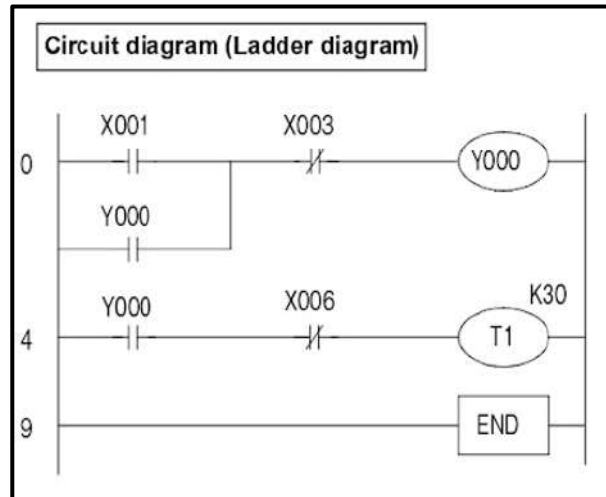 Circuit diagram (Ladder diagram)
X001 X003
0 Y000
Y000
Y000 X006 K30
4 T1
9 END